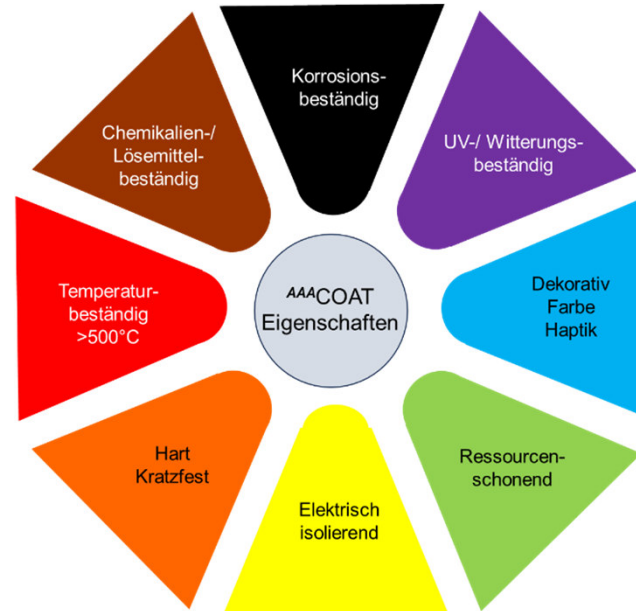 Korrosions-
beständig
UV-/ Witterungs-
beständig
Dekorativ
Farbe
Haptik
Ressourcen-
schonend
Elektrisch
isolierend
Hart
Kratzfest
Temperatur-
beständig
>500°C
Chemikalien-/
Lösemittel-
beständig
AAACOAT
Eigenschaften